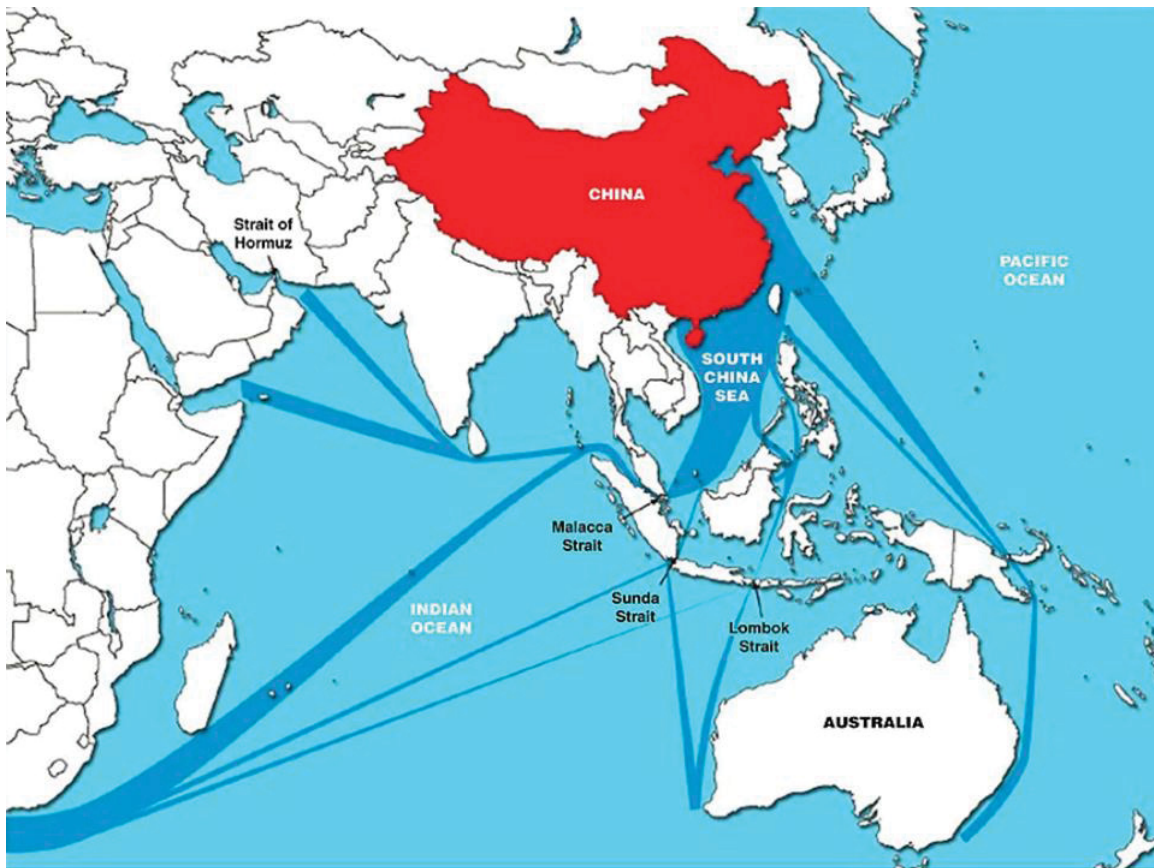 CHINA
Strait of
Hormuz
PACIFIC
OCEAN
SOUTH
CHINA
SEA
Malacca
Strait
INDIAN
OCEAN
Sunda
Strait
Lombok
Strait
AUSTRALIA